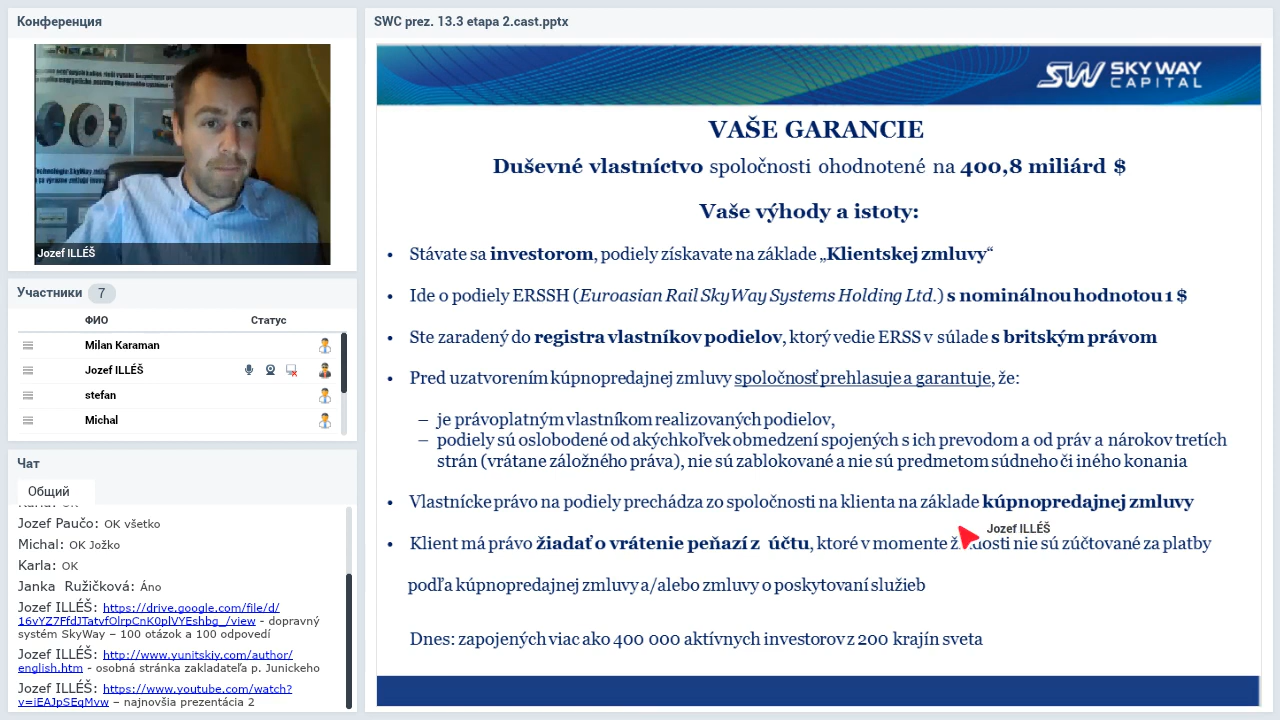 Конференция
Jozef ILLÉŠ
Участники 7
ФИО Статус
Milan Karaman
Jozef ILLÉŠ
stefan
Michal
Чат
Общий
Jozef Paučo: OK všetko
Michal: OK Jožko
Karla: OK
Janka Ružičková: Áno
Jozef ILLÉŠ: https://drive.google.com/file/d/
16vYZ7FfdJTatvfOlrpCnK0plVYEshbg_/view - dopravný
systém SkyWay – 100 otázok a 100 odpovedí
Jozef ILLÉŠ: http://www.yunitskiy.com/author/
english.htm - osobná stránka zakladateľa p. Junickeho
Jozef ILLÉŠ: https://www.youtube.com/watch?
v=jEAJpSEqMvw – najnovšia prezentácia 2
SWC prez. 13.3 etapa 2.cast.pptx
SW SKY WAY
CAPITAL
VAŠE GARANCIE
Duševné vlastníctvo spoločnosti ohodnotené na 400,8 miliárd $
Vaše výhody a istoty:
• Stávate sa investorom, podiely získavate na základe „Klientskej zmluvy“
• Ide o podiely ERSSH (Euroasian Rail SkyWay Systems Holding Ltd.) s nominálnou hodnotou 1 $
• Ste zaradený do registra vlastníkov podielov, ktorý vedie ERSS v súlade s britským právom
• Pred uzatvorením kúpnopredajnej zmluvy spoločnosť prehlasuje a garantuje, že:
– je právoplatným vlastníkom realizovaných podielov,
– podiely sú oslobodené od akýchkoľvek obmedzení spojených s ich prevodom a od práv a nárokov tretích
strán (vrátane záložného práva), nie sú zablokované a nie sú predmetom súdneho či iného konania
• Vlastnícke právo na podiely prechádza zo spoločnosti na klienta na základe kúpnopredajnej zmluvy
Jozef ILLÉŠ
• Klient má právo žiadať o vrátenie peňazí z účtu, ktoré v momente žiadosti nie sú zúčtované za platby
podľa kúpnopredajnej zmluvy a/alebo zmluvy o poskytovaní služieb
Dnes: zapojených viac ako 400 000 aktívnych investorov z 200 krajín sveta